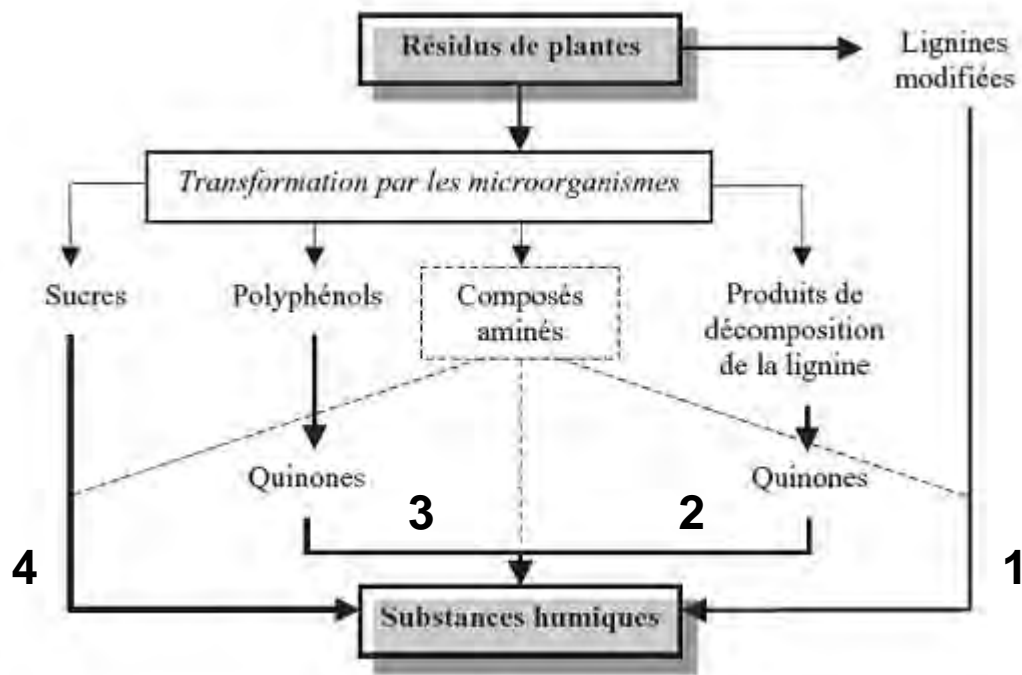 Résidus de plantes
Lignines
modifiées
Transformation par les microorganismes
Sucres
Polyphénols
Composés
aminés
Produits de
décomposition
de la lignine
Quinones
Quinones
3
2
4
1
Substances humiques